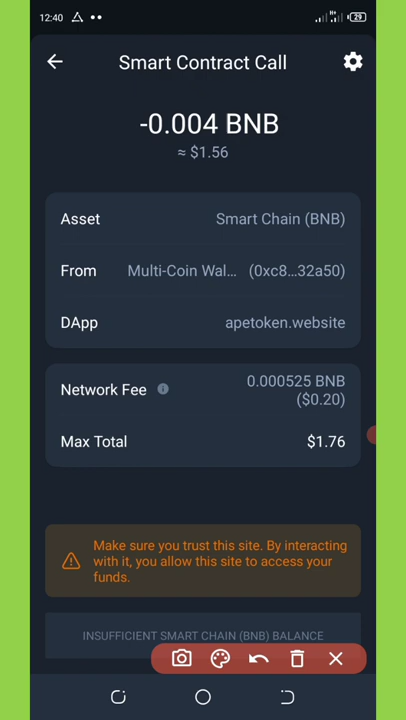 12:40
29
Smart Contract Call
-0.004 BNB
≈ $1.56
Asset Smart Chain (BNB)
From Multi-Coin Wal... (0xc8...32a50)
DApp apetoken.website
Network Fee 0.000525 BNB
($0.20)
Max Total $1.76
Make sure you trust this site. By interacting
with it, you allow this site to access your
funds.
INSUFFICIENT SMART CHAIN (BNB) BALANCE